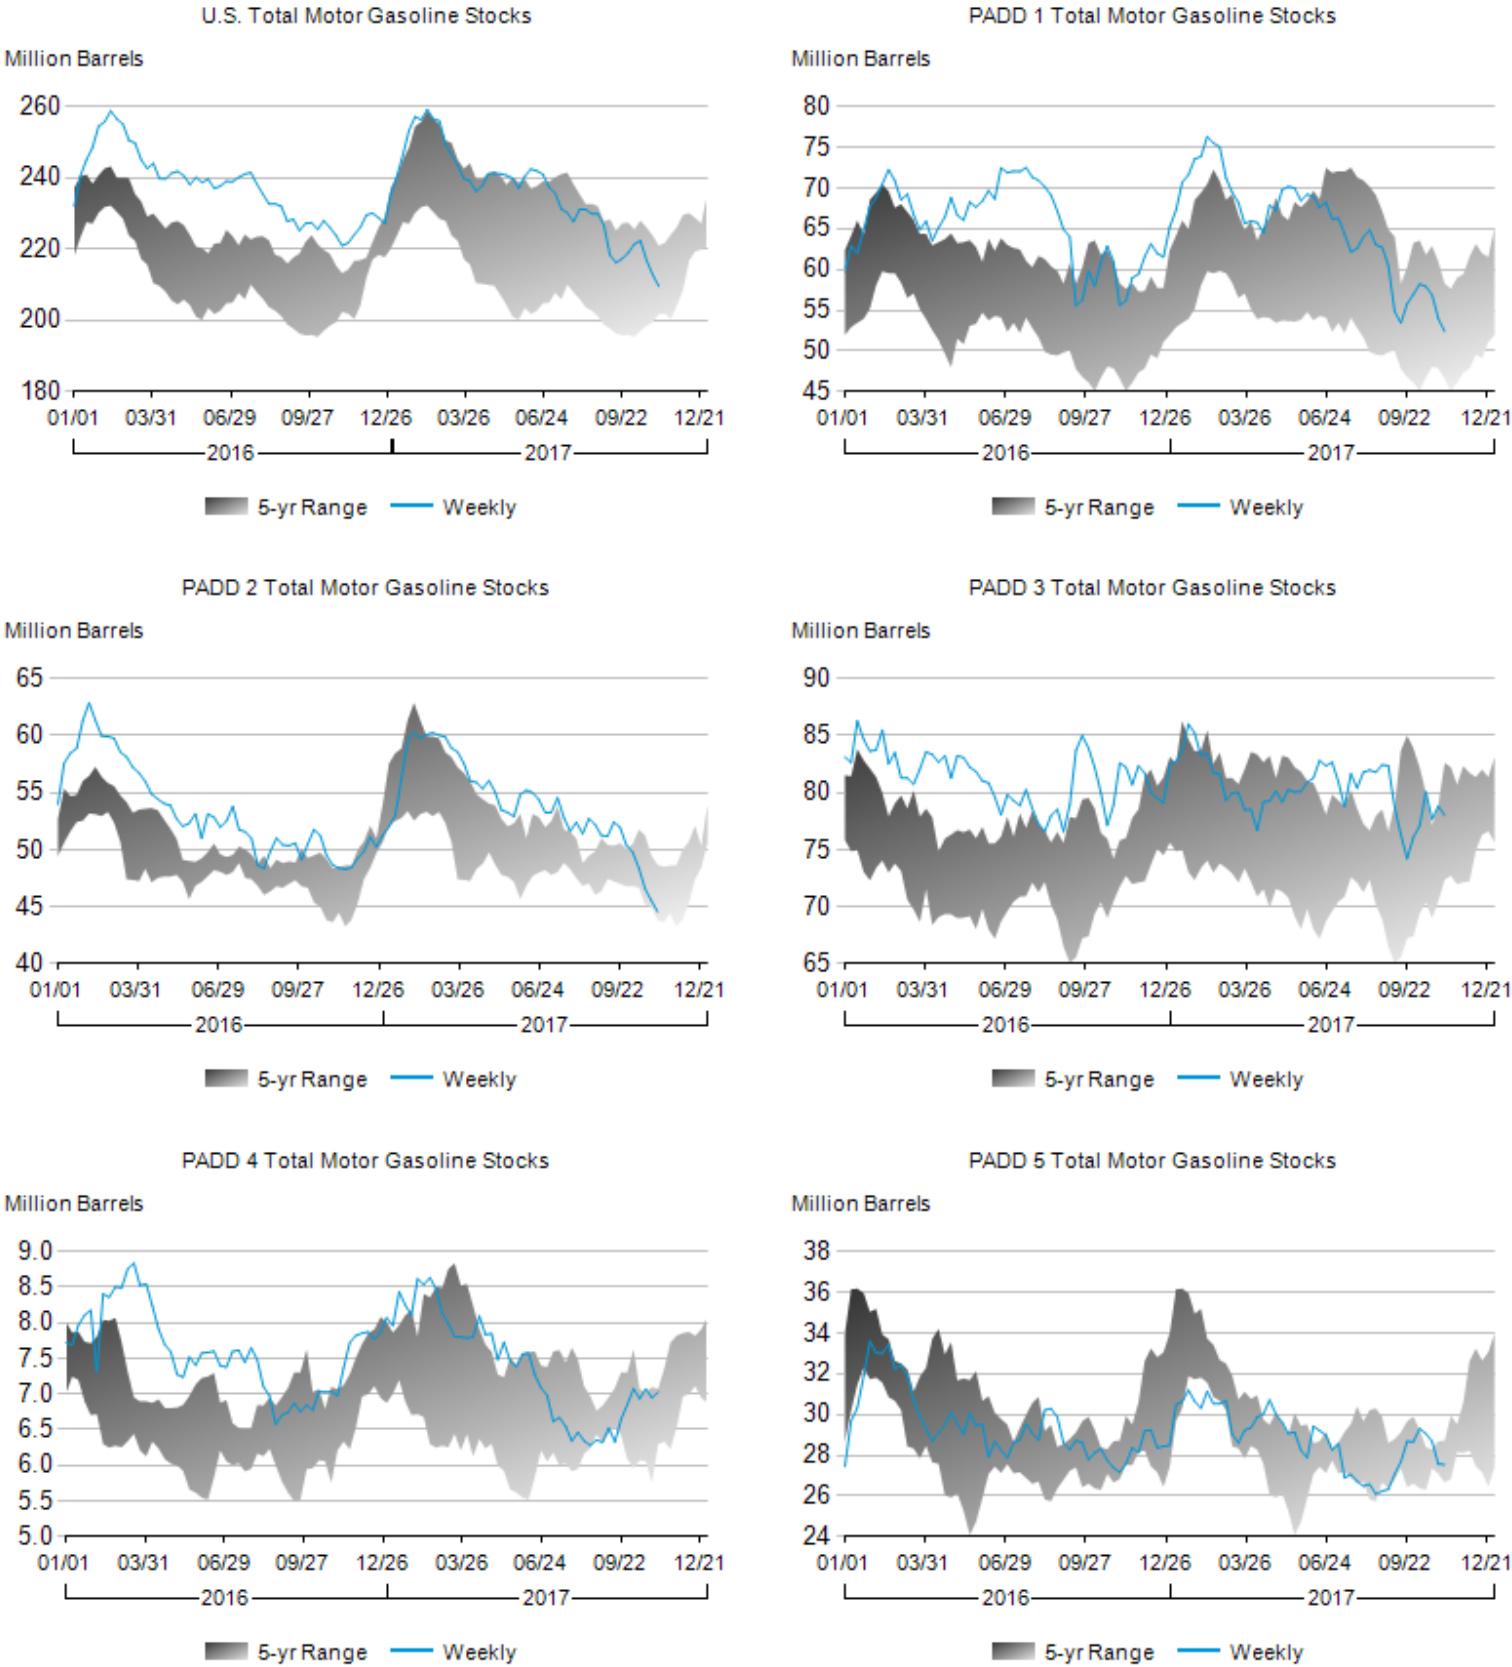 U.S. Total Motor Gasoline Stocks
Million Barrels
260
240
220
200
180
01/01 03/31 06/29 09/27 12/26 03/26 06/24 09/22 12/21
2016 2017
5-yr Range Weekly
PADD 1 Total Motor Gasoline Stocks
Million Barrels
80
75
70
65
60
55
50
45
01/01 03/31 06/29 09/27 12/26 03/26 06/24 09/22 12/21
2016 2017
5-yr Range Weekly
PADD 2 Total Motor Gasoline Stocks
Million Barrels
65
60
55
50
45
40
01/01 03/31 06/29 09/27 12/26 03/26 06/24 09/22 12/21
2016 2017
5-yr Range Weekly
PADD 3 Total Motor Gasoline Stocks
Million Barrels
90
85
80
75
70
65
01/01 03/31 06/29 09/27 12/26 03/26 06/24 09/22 12/21
2016 2017
5-yr Range Weekly
PADD 4 Total Motor Gasoline Stocks
Million Barrels
9.0
8.5
8.0
7.5
7.0
6.5
6.0
5.5
5.0
01/01 03/31 06/29 09/27 12/26 03/26 06/24 09/22 12/21
2016 2017
5-yr Range Weekly
PADD 5 Total Motor Gasoline Stocks
Million Barrels
38
36
34
32
30
28
26
24
01/01 03/31 06/29 09/27 12/26 03/26 06/24 09/22 12/21
2016 2017
5-yr Range Weekly